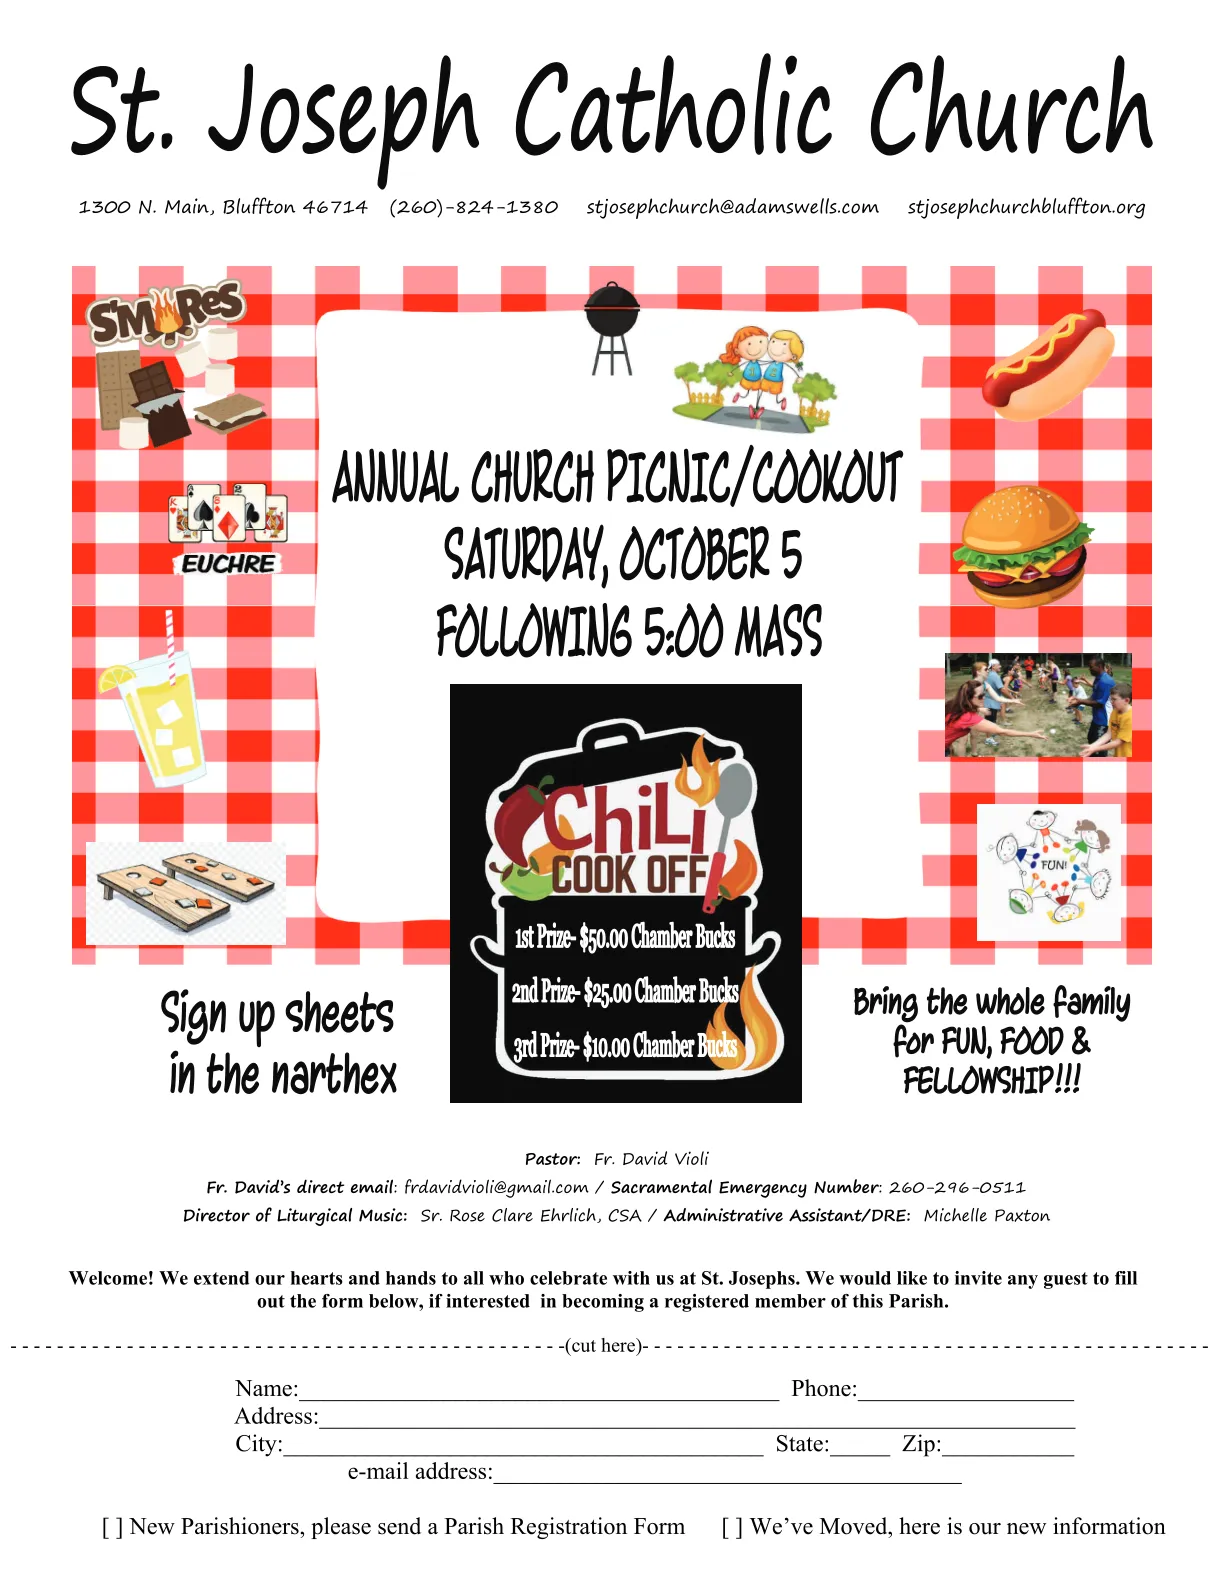 St. Joseph Catholic Church
1300 N. Main, Bluffton 46714 (260)-824-1380 stjosephchurch@adamswells.com stjosephchurchbluffton.org
S'MORES
ANNUAL CHURCH PICNIC/COOKOUT
SATURDAY, OCTOBER 5
FOLLOWING 5:00 MASS
EUCHRE
CHiLi
COOK OFF
FUN!
1st Prize- $50.00 Chamber Bucks
2nd Prize- $25.00 Chamber Bucks
3rd Prize- $10.00 Chamber Bucks
Sign up sheets
in the narthex
Bring the whole family
for FUN, FOOD &
FELLOWSHIP!!!
Pastor: Fr. David Violi
Fr. David’s direct email: frdavidvioli@gmail.com / Sacramental Emergency Number: 260-296-0511
Director of Liturgical Music: Sr. Rose Clare Ehrlich, CSA / Administrative Assistant/DRE: Michelle Paxton
Welcome! We extend our hearts and hands to all who celebrate with us at St. Josephs. We would like to invite any guest to fill
out the form below, if interested in becoming a registered member of this Parish.
- - - - - - - - - - - - - - - - - - - - - - - - - - - - - - - - - - - - - - - - - - - - - - - -(cut here)- - - - - - - - - - - - - - - - - - - - - - - - - - - - - - - - - - - - - - - - - - - - - - - - -
Name:________________________________________ Phone:__________________
Address:_______________________________________________________________
City:________________________________________ State:_____ Zip:___________
e-mail address:_______________________________________
[ ] New Parishioners, please send a Parish Registration Form [ ] We’ve Moved, here is our new information